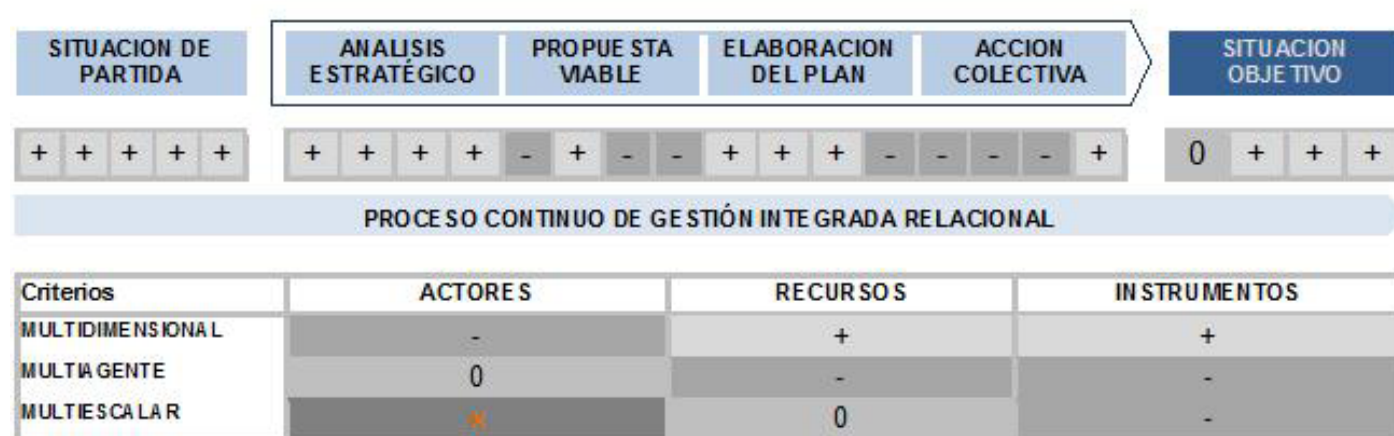 SITUACION DE PARTIDA ANALISIS ESTRATÉGICO PROPUESTA VIABLE ELABORACION DEL PLAN ACCION COLECTIVA SITUACION OBJETIVO
+ + + + + + + + + - + - - + + + - - - - + 0 + + +
PROCESO CONTINUO DE GESTIÓN INTEGRADA RELACIONAL
Criterios ACTORES RECURSOS INSTRUMENTOS
MULTIDIMENSIONAL - + +
MULTIAGENTE 0 - -
MULTIESCALAR × 0 -